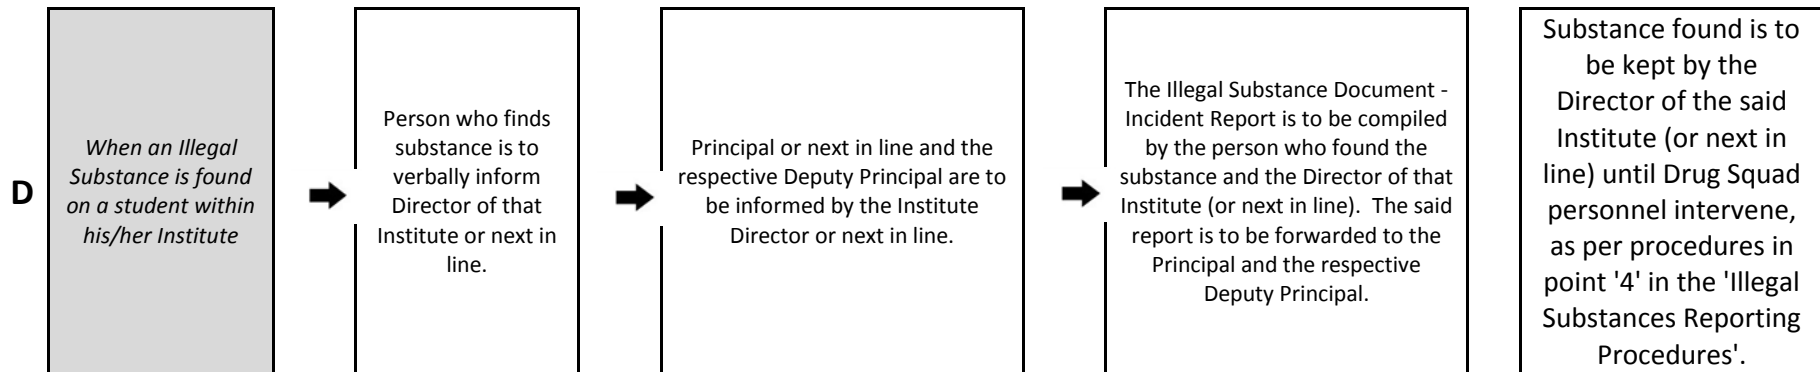 D
When an Illegal
Substance is found
on a student within
his/her Institute
Person who finds
substance is to
verbally inform
Director of that
Institute or next in
line.
Principal or next in line and the
respective Deputy Principal are to
be informed by the Institute
Director or next in line.
The Illegal Substance Document -
Incident Report is to be compiled
by the person who found the
substance and the Director of that
Institute (or next in line).  The said
report is to be forwarded to the
Principal and the respective
Deputy Principal.
Substance found is to
be kept by the
Director of the said
Institute (or next in
line) until Drug Squad
personnel intervene,
as per procedures in
point '4' in the 'Illegal
Substances Reporting
Procedures'.